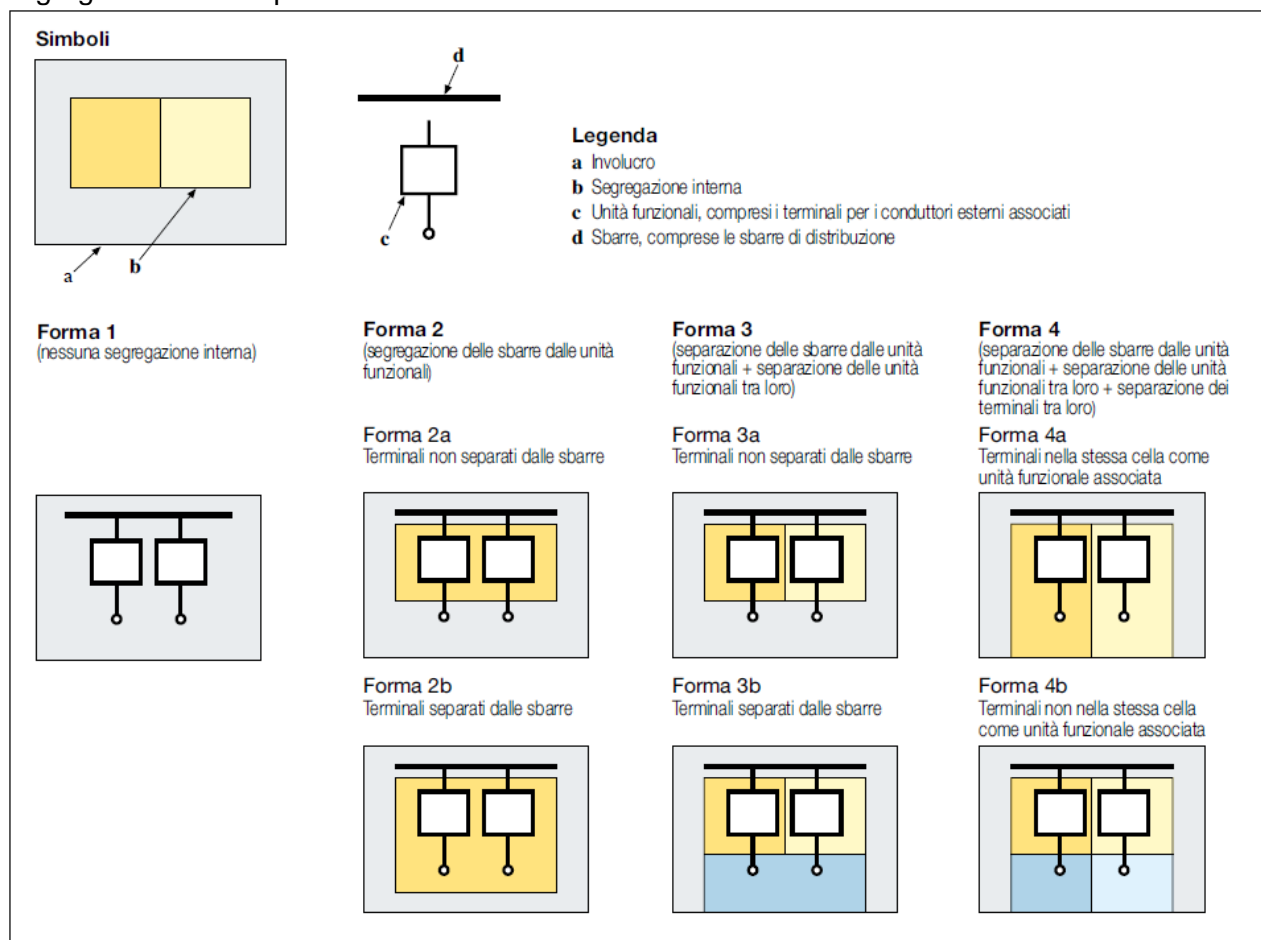 Simboli
d
Legenda
a Involucro
b Segregazione interna
c Unità funzionali, compresi i terminali per i conduttori esterni associati
d Sbarre, comprese le sbarre di distribuzione
c
b
a
Forma 1
(nessuna segregazione interna)
Forma 2
(segregazione delle sbarre dalle unità
funzionali)
Forma 3
(separazione delle sbarre dalle unità
funzionali + separazione delle unità
funzionali tra loro)
Forma 4
(separazione delle sbarre dalle unità
funzionali + separazione delle unità
funzionali tra loro + separazione dei
terminali tra loro)
Forma 2a
Terminali non separati dalle sbarre
Forma 3a
Terminali non separati dalle sbarre
Forma 4a
Terminali nella stessa cella come
unità funzionale associata
Forma 2b
Terminali separati dalle sbarre
Forma 3b
Terminali separati dalle sbarre
Forma 4b
Terminali non nella stessa cella
come unità funzionale associata